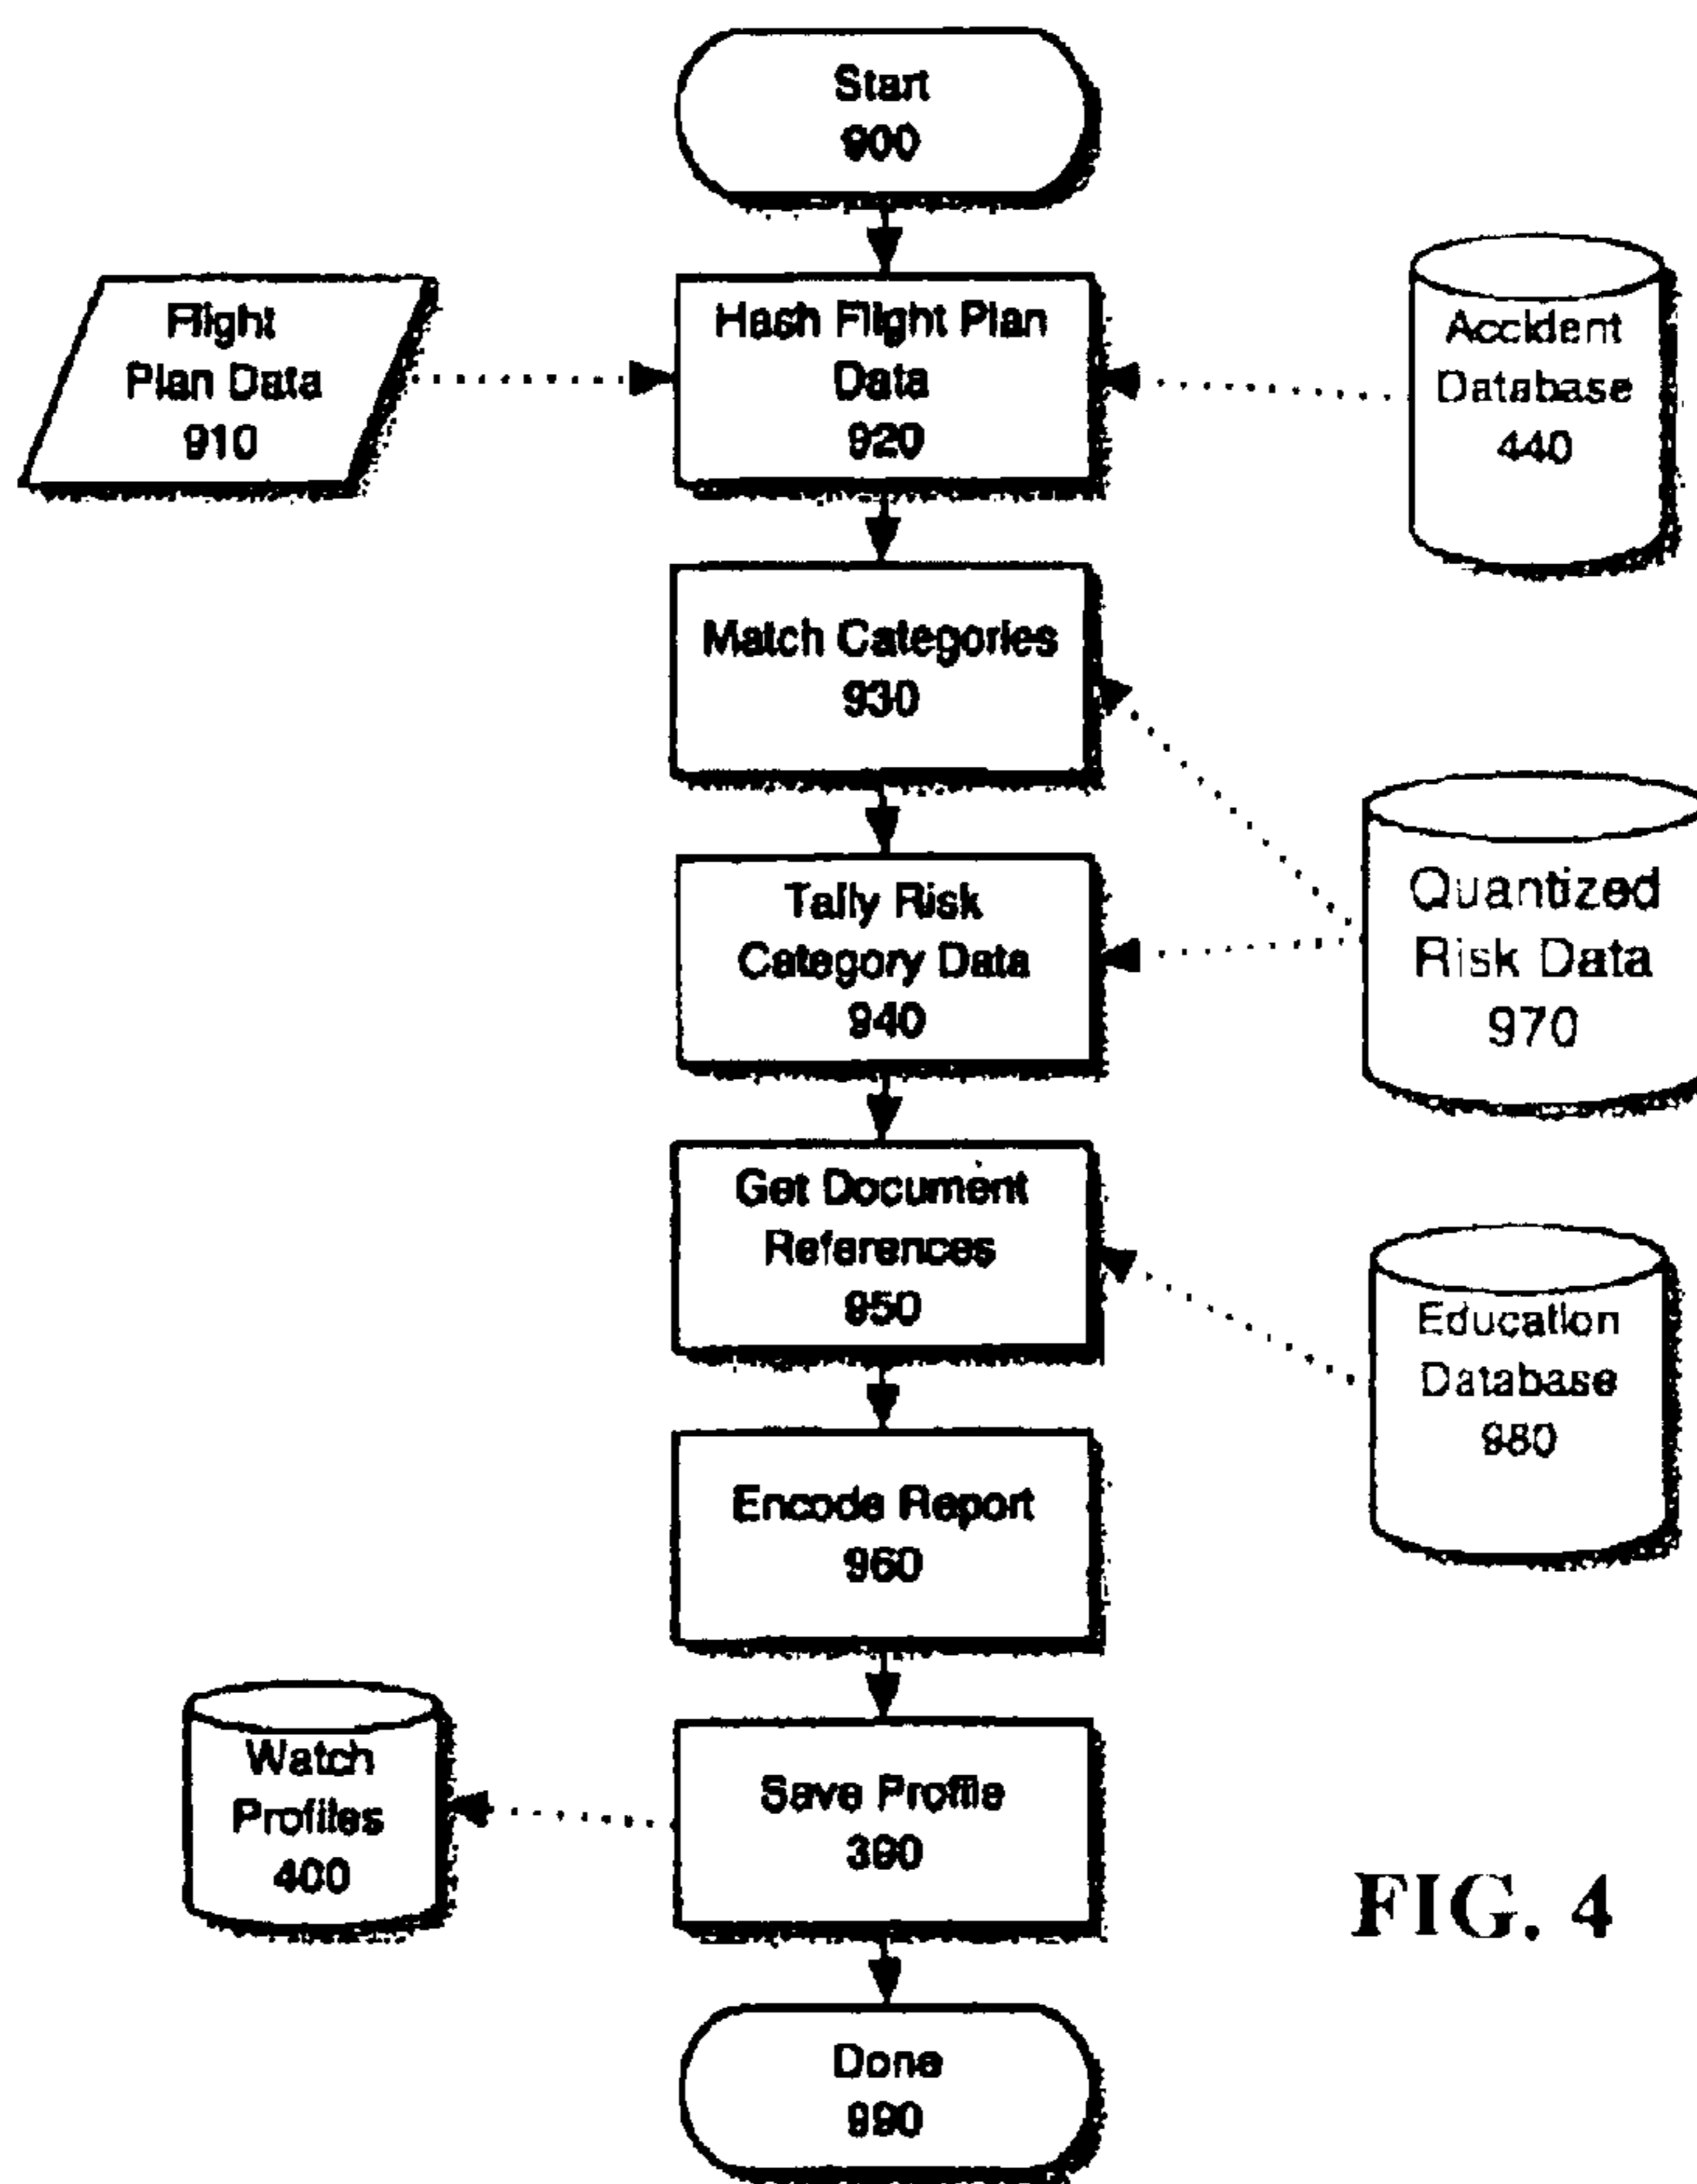 Start
900
Flight
Plan Data
910
Hash Flight Plan
Data
920
Accident
Database
440
Match Categories
930
Tally Risk
Category Data
940
Quantized
Risk Data
970
Get Document
References
950
Education
Database
980
Encode Report
960
Watch
Profiles
400
Save Profile
390
FIG. 4
Done
990